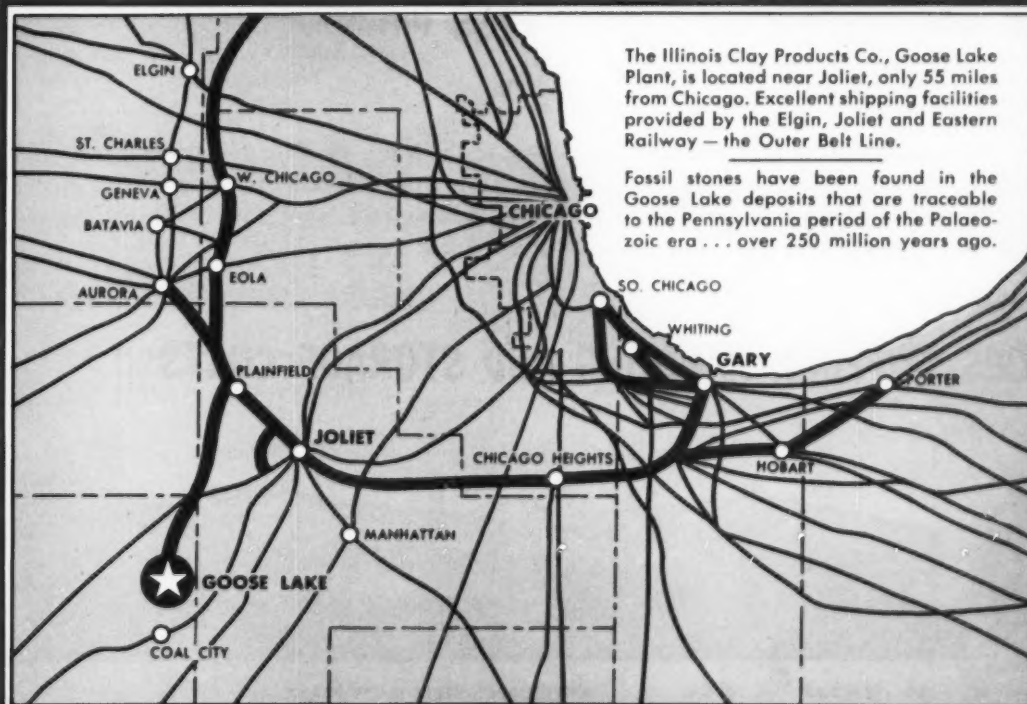 The Illinois Clay Products Co., Goose Lake
Plant, is located near Joliet, only 55 miles
from Chicago. Excellent shipping facilities
provided by the Elgin, Joliet and Eastern
Railway — the Outer Belt Line.
Fossil stones have been found in the
Goose Lake deposits that are traceable
to the Pennsylvania period of the Palaeo-
zoic era . . . over 250 million years ago.
ELGIN
ST. CHARLES
GENEVA
W. CHICAGO
BATAVIA
CHICAGO
EOLA
AURORA
SO. CHICAGO
WHITING
GARY
PORTER
PLAINFIELD
JOLIET
CHICAGO HEIGHTS
HOBART
MANHATTAN
GOOSE LAKE
COAL CITY